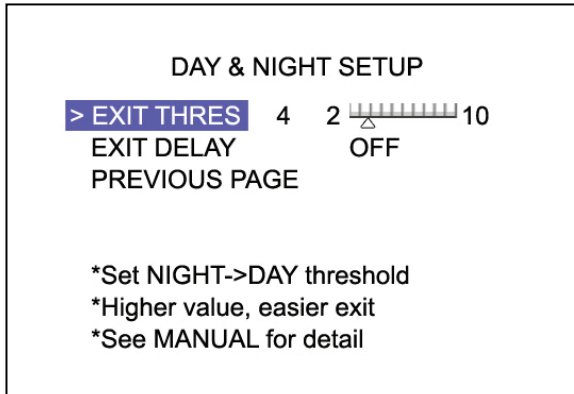 DAY & NIGHT SETUP
> EXIT THRES 4 2 10
EXIT DELAY OFF
PREVIOUS PAGE
*Set NIGHT->DAY threshold
*Higher value, easier exit
*See MANUAL for detail